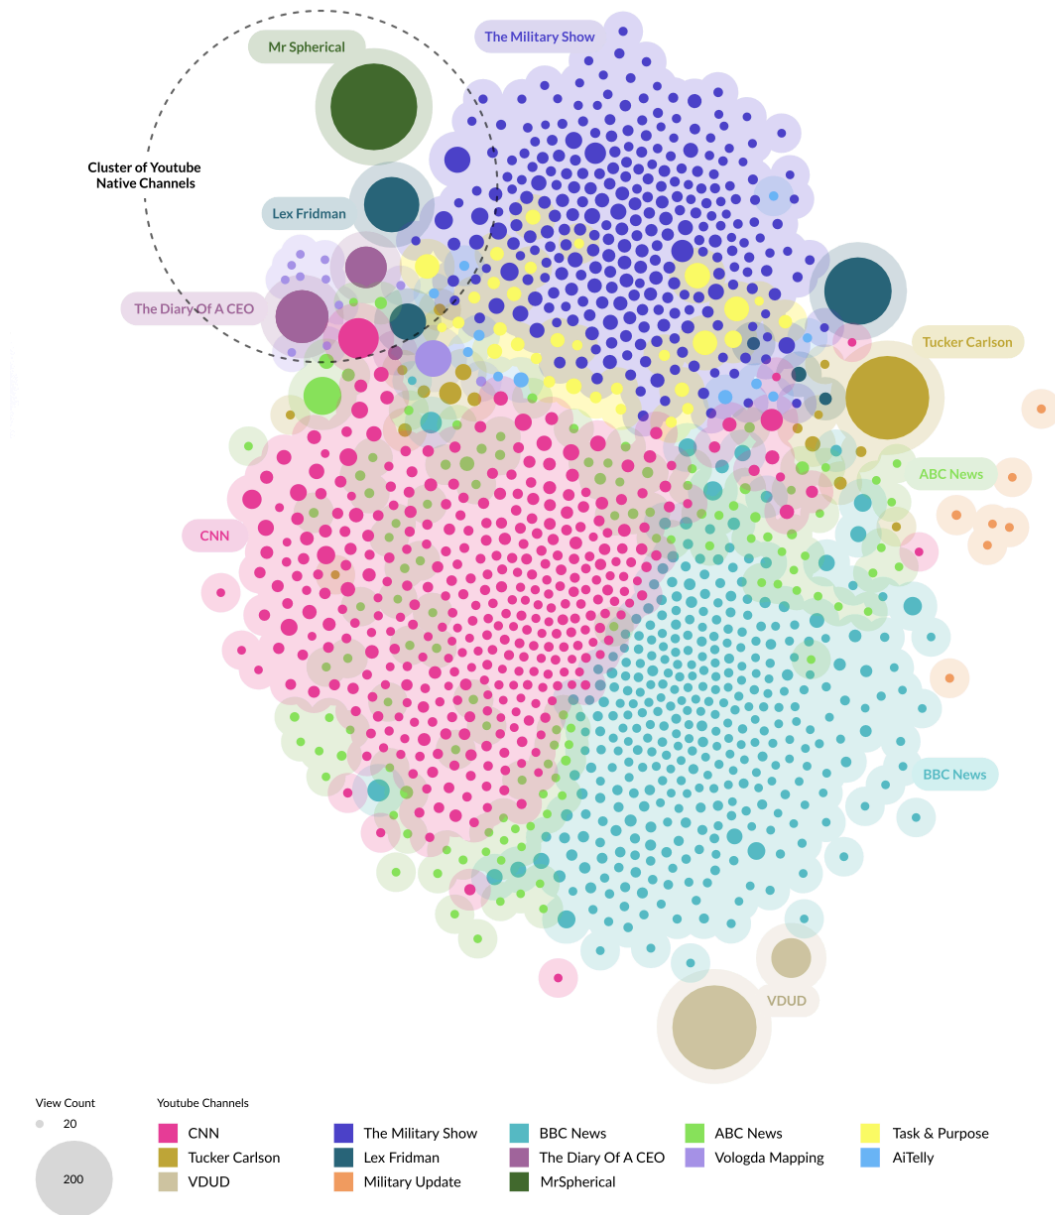 Mr Spherical
The Military Show
Cluster of Youtube
Native Channels
Lex Fridman
The Diary Of A CEO
Tucker Carlson
ABC News
CNN
BBC News
VDUD
View Count
20
200
Youtube Channels
CNN
The Military Show
BBC News
ABC News
Task & Purpose
Tucker Carlson
Lex Fridman
The Diary Of A CEO
Vologda Mapping
AiTelly
VDUD
Military Update
MrSpherical